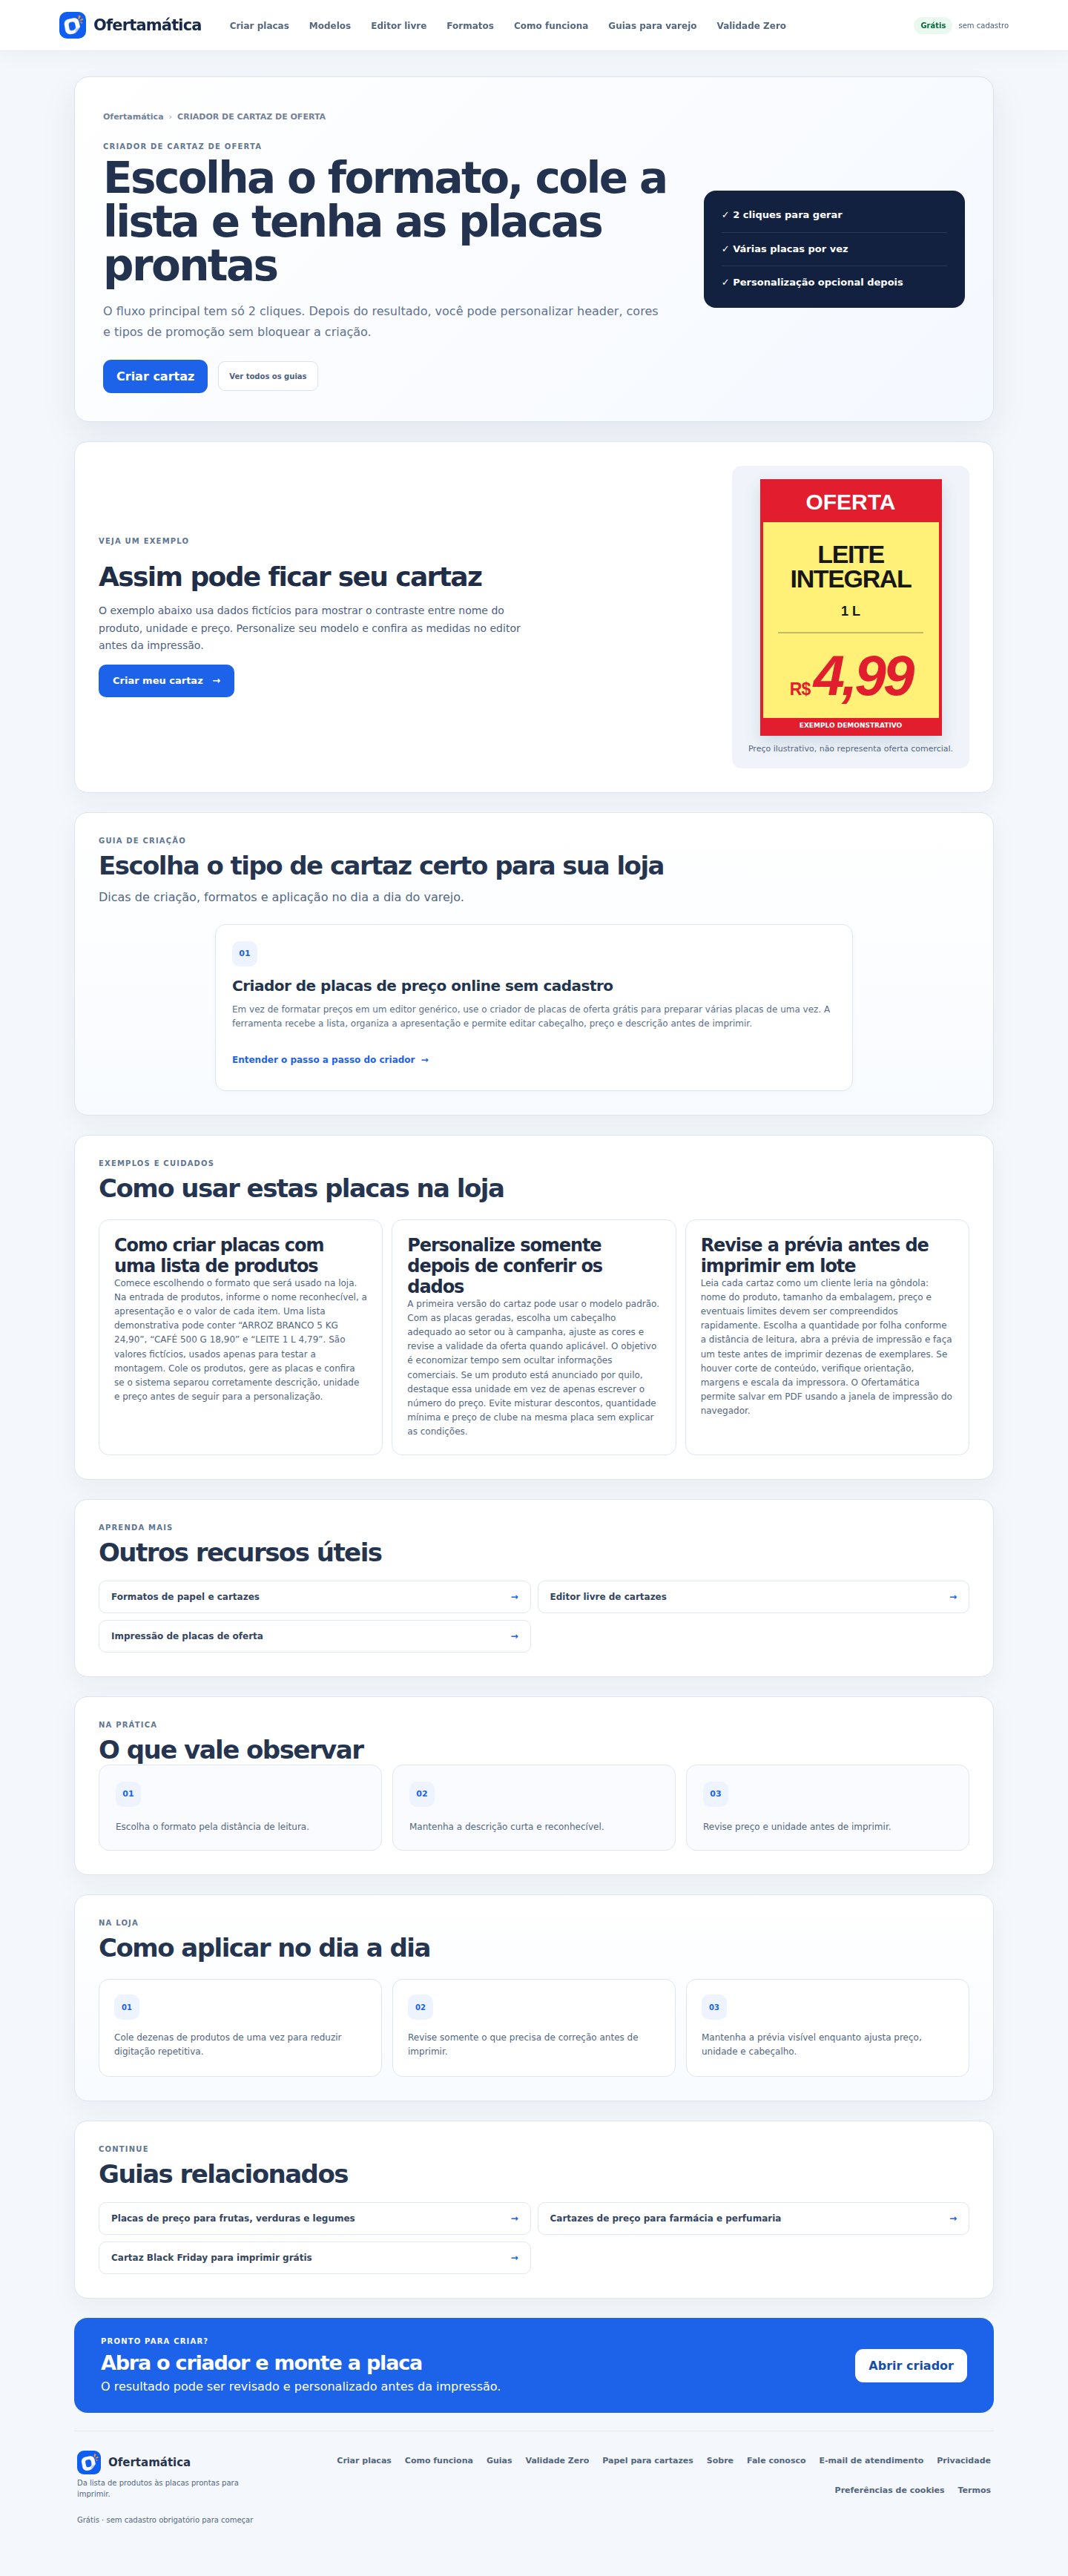 Ofertamática
Criar placas Modelos Editor livre Formatos Como funciona Guias para varejo Validade Zero
Grátis sem cadastro
Ofertamática › CRIADOR DE CARTAZ DE OFERTA
CRIADOR DE CARTAZ DE OFERTA
Escolha o formato, cole a
lista e tenha as placas
prontas
O fluxo principal tem só 2 cliques. Depois do resultado, você pode personalizar header, cores
e tipos de promoção sem bloquear a criação.
Criar cartaz
Ver todos os guias
✓ 2 cliques para gerar
✓ Várias placas por vez
✓ Personalização opcional depois
VEJA UM EXEMPLO
Assim pode ficar seu cartaz
O exemplo abaixo usa dados fictícios para mostrar o contraste entre nome do
produto, unidade e preço. Personalize seu modelo e confira as medidas no editor
antes da impressão.
Criar meu cartaz →
OFERTA
LEITE
INTEGRAL
1 L
R$ 4,99
EXEMPLO DEMONSTRATIVO
Preço ilustrativo, não representa oferta comercial.
GUIA DE CRIAÇÃO
Escolha o tipo de cartaz certo para sua loja
Dicas de criação, formatos e aplicação no dia a dia do varejo.
01
Criador de placas de preço online sem cadastro
Em vez de formatar preços em um editor genérico, use o criador de placas de oferta grátis para preparar várias placas de uma vez. A
ferramenta recebe a lista, organiza a apresentação e permite editar cabeçalho, preço e descrição antes de imprimir.
Entender o passo a passo do criador →
EXEMPLOS E CUIDADOS
Como usar estas placas na loja
Como criar placas com
uma lista de produtos
Comece escolhendo o formato que será usado na loja.
Na entrada de produtos, informe o nome reconhecível, a
apresentação e o valor de cada item. Uma lista
demonstrativa pode conter “ARROZ BRANCO 5 KG
24,90”, “CAFÉ 500 G 18,90” e “LEITE 1 L 4,79”. São
valores fictícios, usados apenas para testar a
montagem. Cole os produtos, gere as placas e confira
se o sistema separou corretamente descrição, unidade
e preço antes de seguir para a personalização.
Personalize somente
depois de conferir os
dados
A primeira versão do cartaz pode usar o modelo padrão.
Com as placas geradas, escolha um cabeçalho
adequado ao setor ou à campanha, ajuste as cores e
revise a validade da oferta quando aplicável. O objetivo
é economizar tempo sem ocultar informações
comerciais. Se um produto está anunciado por quilo,
destaque essa unidade em vez de apenas escrever o
número do preço. Evite misturar descontos, quantidade
mínima e preço de clube na mesma placa sem explicar
as condições.
Revise a prévia antes de
imprimir em lote
Leia cada cartaz como um cliente leria na gôndola:
nome do produto, tamanho da embalagem, preço e
eventuais limites devem ser compreendidos
rapidamente. Escolha a quantidade por folha conforme
a distância de leitura, abra a prévia de impressão e faça
um teste antes de imprimir dezenas de exemplares. Se
houver corte de conteúdo, verifique orientação,
margens e escala da impressora. O Ofertamática
permite salvar em PDF usando a janela de impressão do
navegador.
APRENDA MAIS
Outros recursos úteis
Formatos de papel e cartazes →
Editor livre de cartazes →
Impressão de placas de oferta →
NA PRÁTICA
O que vale observar
01
Escolha o formato pela distância de leitura.
02
Mantenha a descrição curta e reconhecível.
03
Revise preço e unidade antes de imprimir.
NA LOJA
Como aplicar no dia a dia
01
Cole dezenas de produtos de uma vez para reduzir
digitação repetitiva.
02
Revise somente o que precisa de correção antes de
imprimir.
03
Mantenha a prévia visível enquanto ajusta preço,
unidade e cabeçalho.
CONTINUE
Guias relacionados
Placas de preço para frutas, verduras e legumes →
Cartazes de preço para farmácia e perfumaria →
Cartaz Black Friday para imprimir grátis →
PRONTO PARA CRIAR?
Abra o criador e monte a placa
O resultado pode ser revisado e personalizado antes da impressão.
Abrir criador
Ofertamática
Da lista de produtos às placas prontas para
imprimir.
Grátis · sem cadastro obrigatório para começar
Criar placas Como funciona Guias Validade Zero Papel para cartazes Sobre Fale conosco E-mail de atendimento Privacidade
Preferências de cookies Termos